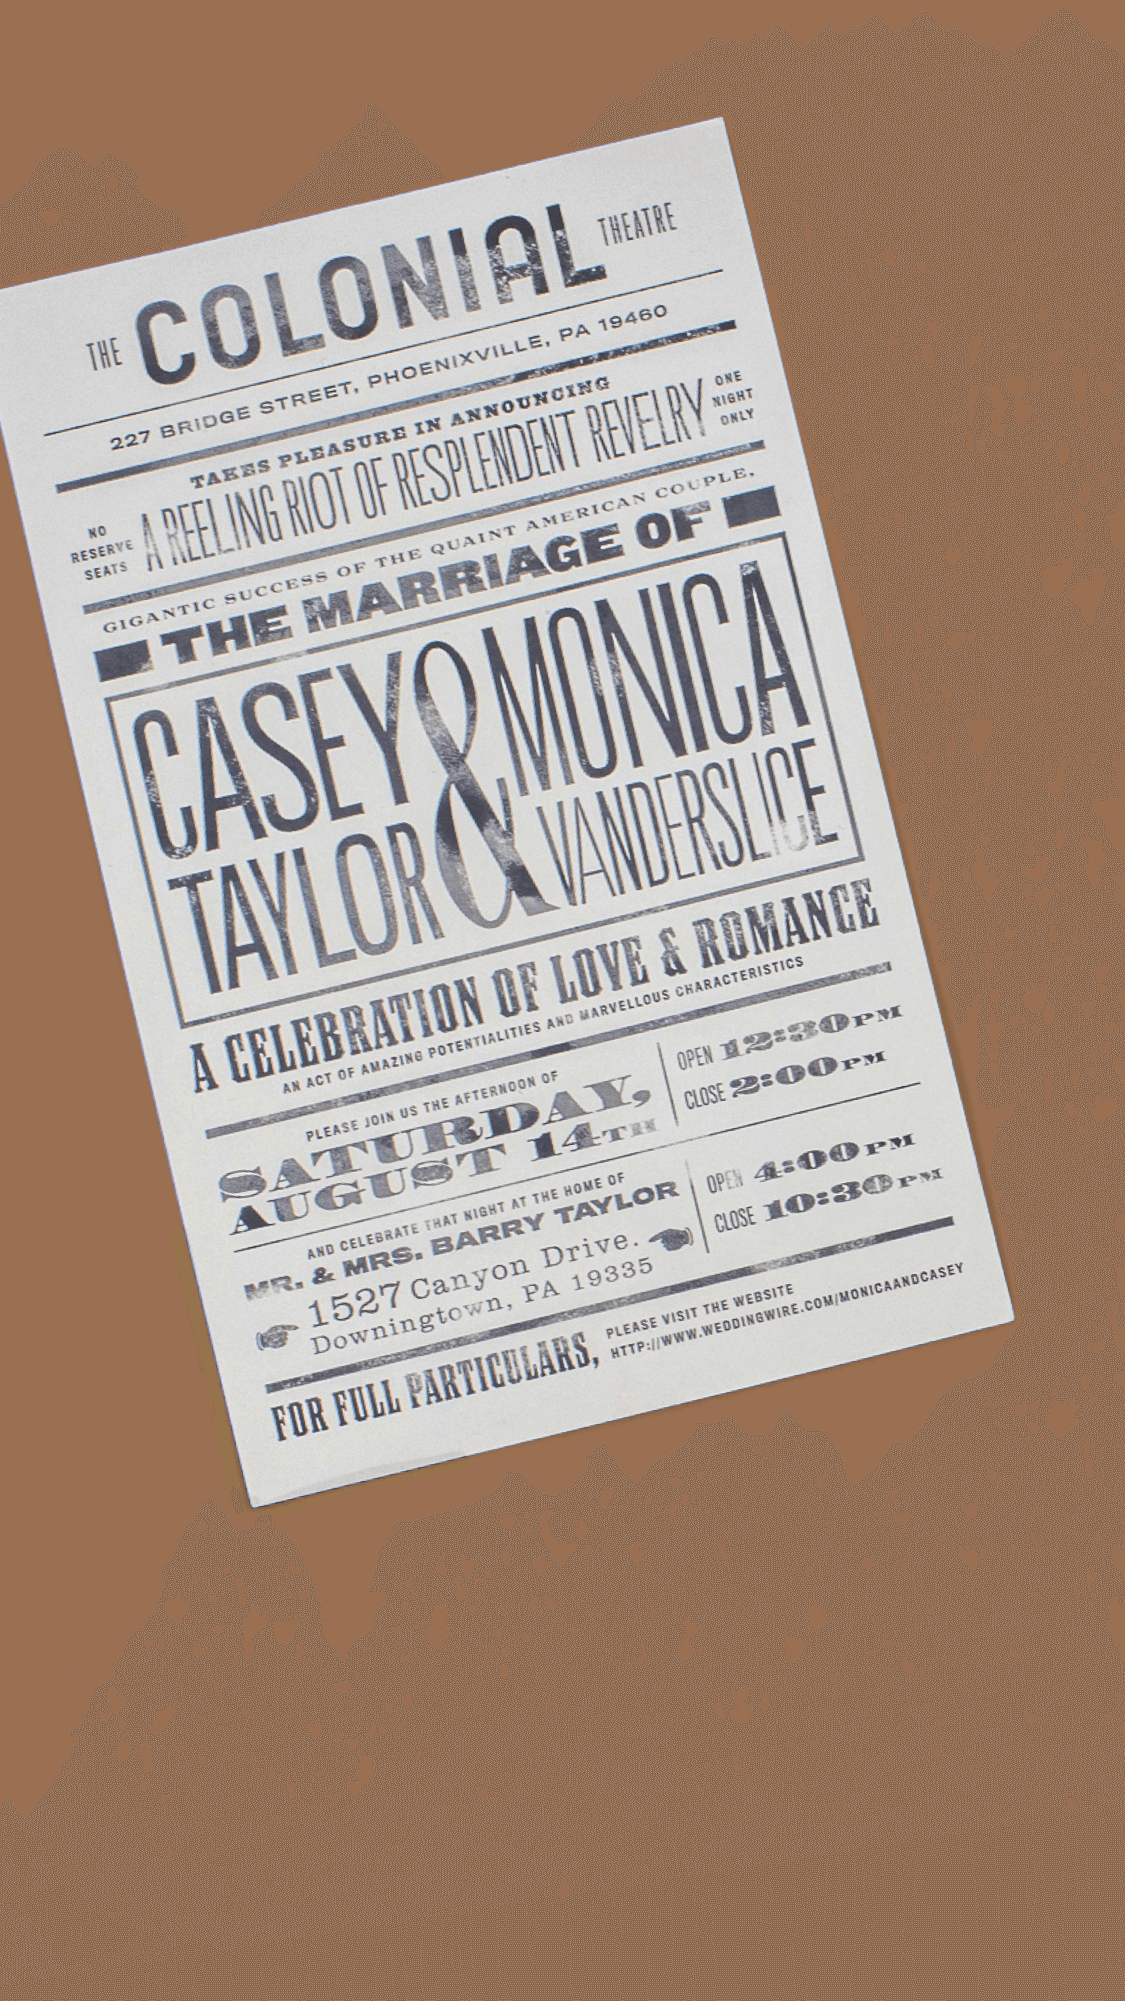 THE COLONIAL THEATRE
227 BRIDGE STREET, PHOENIXVILLE, PA 19460
TAKES PLEASURE IN ANNOUNCING
NO RESERVE SEATS
A REELING RIOT OF RESPLENDENT REVELRY
ONE NIGHT ONLY
GIGANTIC SUCCESS OF THE QUAINT AMERICAN COUPLE,
THE MARRIAGE OF
CASEY TAYLOR
&
MONICA VANDERSLICE
A CELEBRATION OF LOVE & ROMANCE
AN ACT OF AMAZING POTENTIALITIES AND MARVELLOUS CHARACTERISTICS
PLEASE JOIN US THE AFTERNOON OF
SATURDAY,
AUGUST 14TH
OPEN 12:30PM
CLOSE 2:00PM
AND CELEBRATE THAT NIGHT AT THE HOME OF
MR. & MRS. BARRY TAYLOR
1527 Canyon Drive.
Downingtown, PA 19335
OPEN 4:00PM
CLOSE 10:30PM
FOR FULL PARTICULARS,
PLEASE VISIT THE WEBSITE
HTTP://WWW.WEDDINGWIRE.COM/MONICAANDCASEY